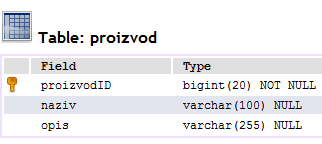 Table: proizvod
Field Type
proizvodID bigint(20) NOT NULL
naziv varchar(100) NULL
opis varchar(255) NULL